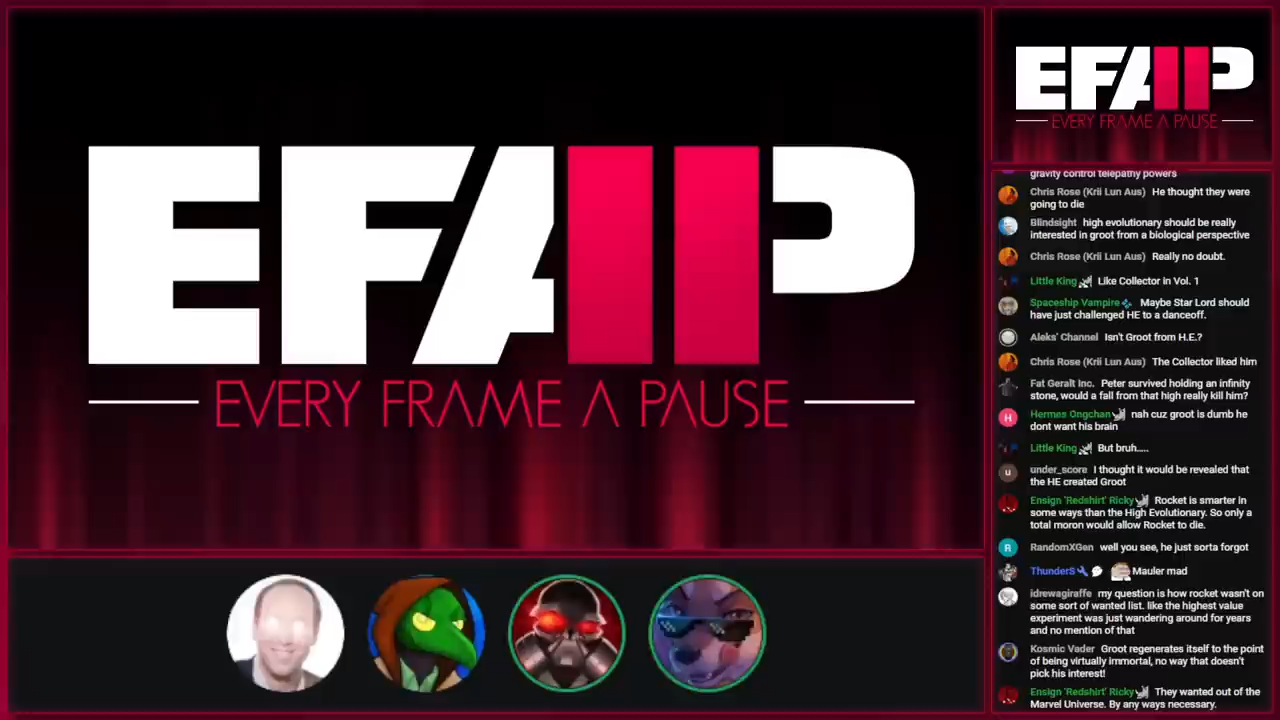 EFAP
EVERY FRAME A PAUSE
EFAP
EVERY FRAME A PAUSE
gravity control telepathy powers
Chris Rose (Krii Lun Aus) He thought they were
going to die
Blindsight high evolutionary should be really
interested in groot from a biological perspective
Chris Rose (Krii Lun Aus) Really no doubt.
Little King Like Collector in Vol. 1
Spaceship Vampire Maybe Star Lord should
have just challenged HE to a danceoff.
Aleks' Channel Isn't Groot from H.E.?
Chris Rose (Krii Lun Aus) The Collector liked him
Fat Geralt Inc. Peter survived holding an infinity
stone, would a fall from that high really kill him?
H
Hermes Ongchan nah cuz groot is dumb he
dont want his brain
Little King But bruh.....
u
under_score I thought it would be revealed that
the HE created Groot
Ensign 'Redshirt' Ricky Rocket is smarter in
some ways than the High Evolutionary. So only a
total moron would allow Rocket to die.
R
RandomXGen well you see, he just sorta forgot
ThunderS Mauler mad
idrewagiraffe my question is how rocket wasn't on
some sort of wanted list. like the highest value
experiment was just wandering around for years
and no mention of that
Kosmic Vader Groot regenerates itself to the point
of being virtually immortal, no way that doesn't
pick his interest!
Ensign 'Redshirt' Ricky They wanted out of the
Marvel Universe. By any ways necessary.